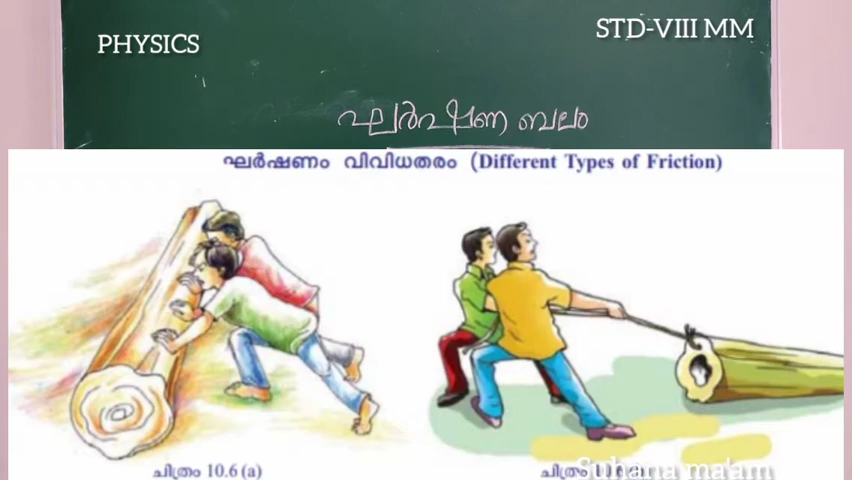 PHYSICS
STD-VIII MM
ഘർഷണ ബലം
ഘർഷണം വിവിധതരം (Different Types of Friction)
ചിത്രം 10.6 (a)
ചിത്രം
Suhana ma'am